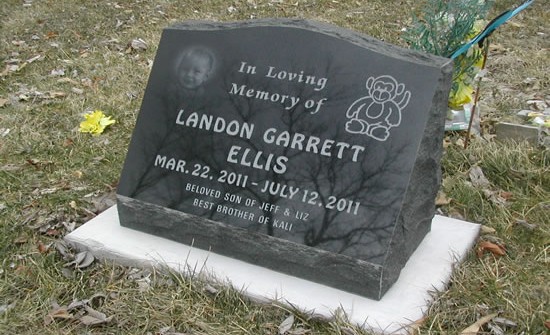 In Loving
Memory of
LANDON GARRETT
ELLIS
MAR. 22. 2011 - JULY 12. 2011
BELOVED SON OF JEFF & LIZ
BEST BROTHER OF KALI